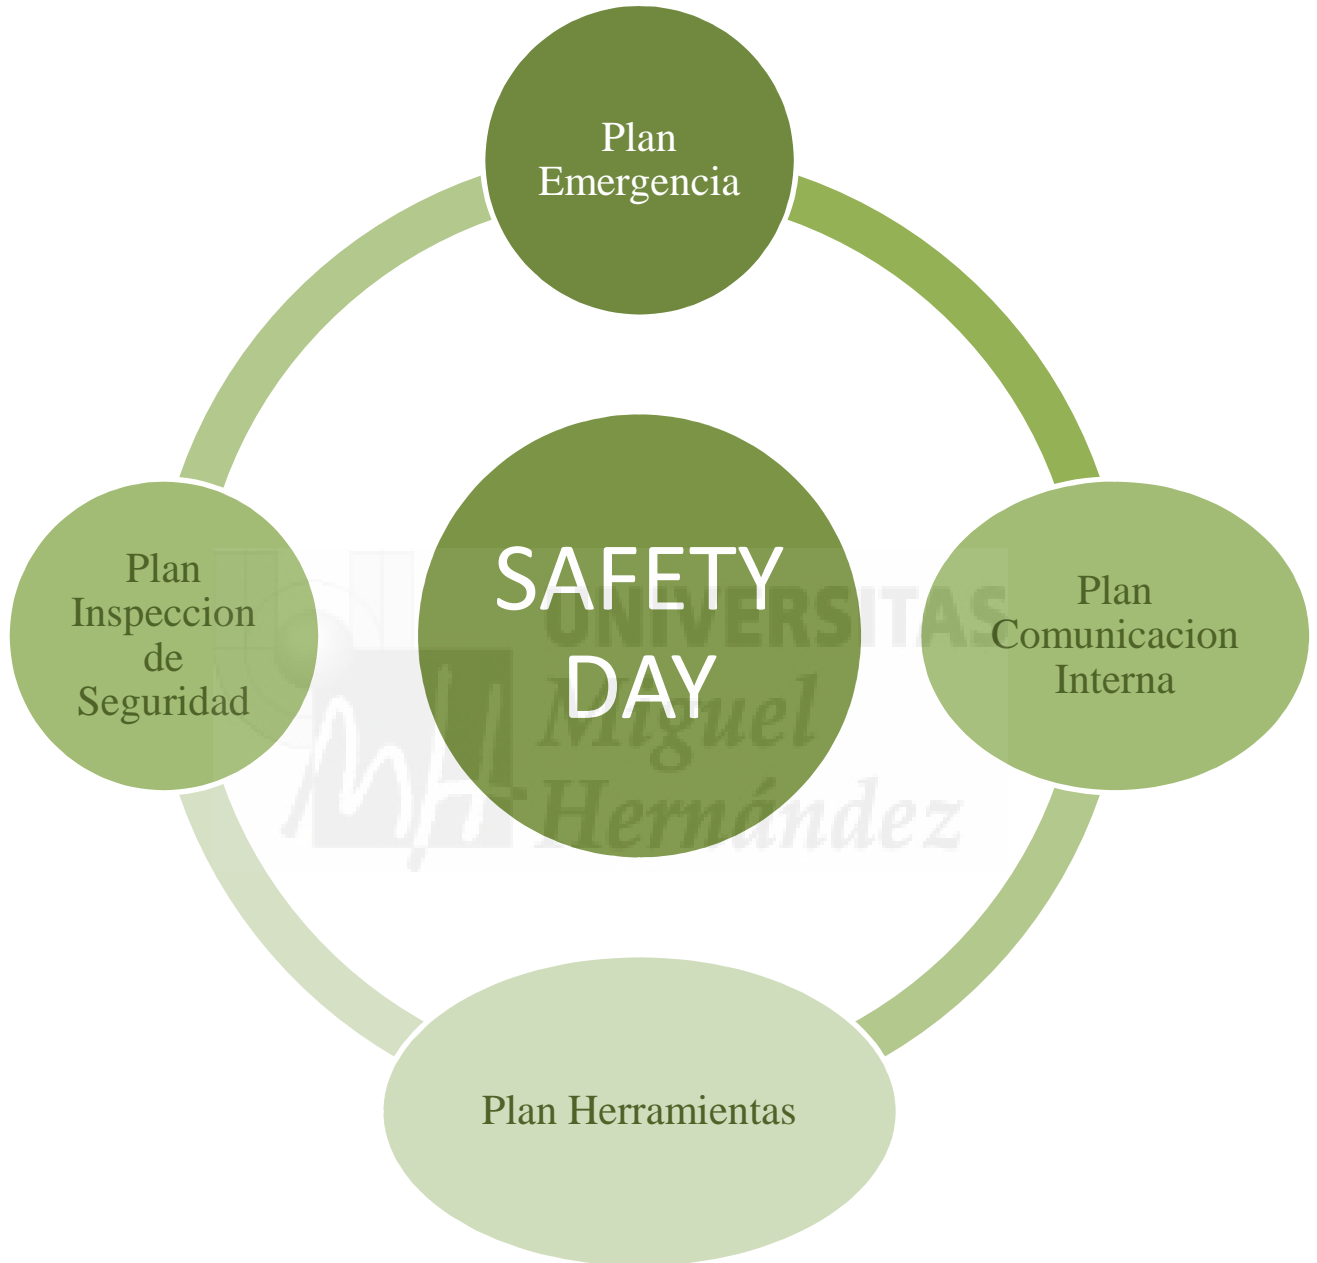 Plan
Emergencia
SAFETY
DAY
Plan
Comunicacion
Interna
Plan Herramientas
Plan
Inspeccion
de
Seguridad
UNIVERSITAS
Miguel
Hernández